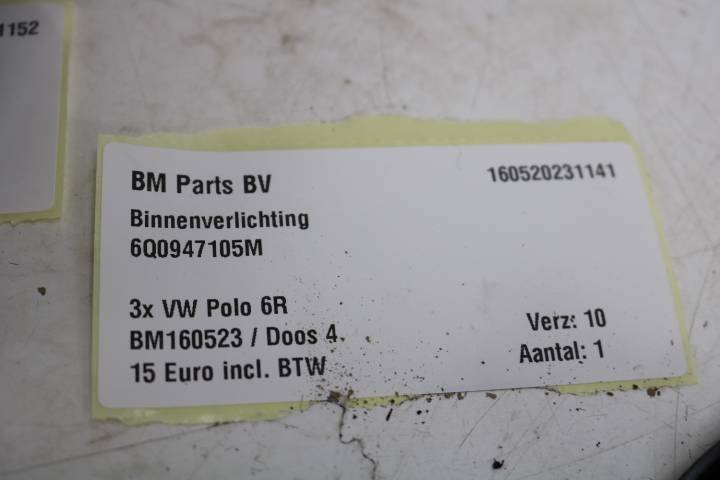 1152
BM Parts BV
160520231141
Binnenverlichting
6Q0947105M
3x VW Polo 6R
BM160523 / Doos 4
15 Euro incl. BTW
Verz: 10
Aantal: 1